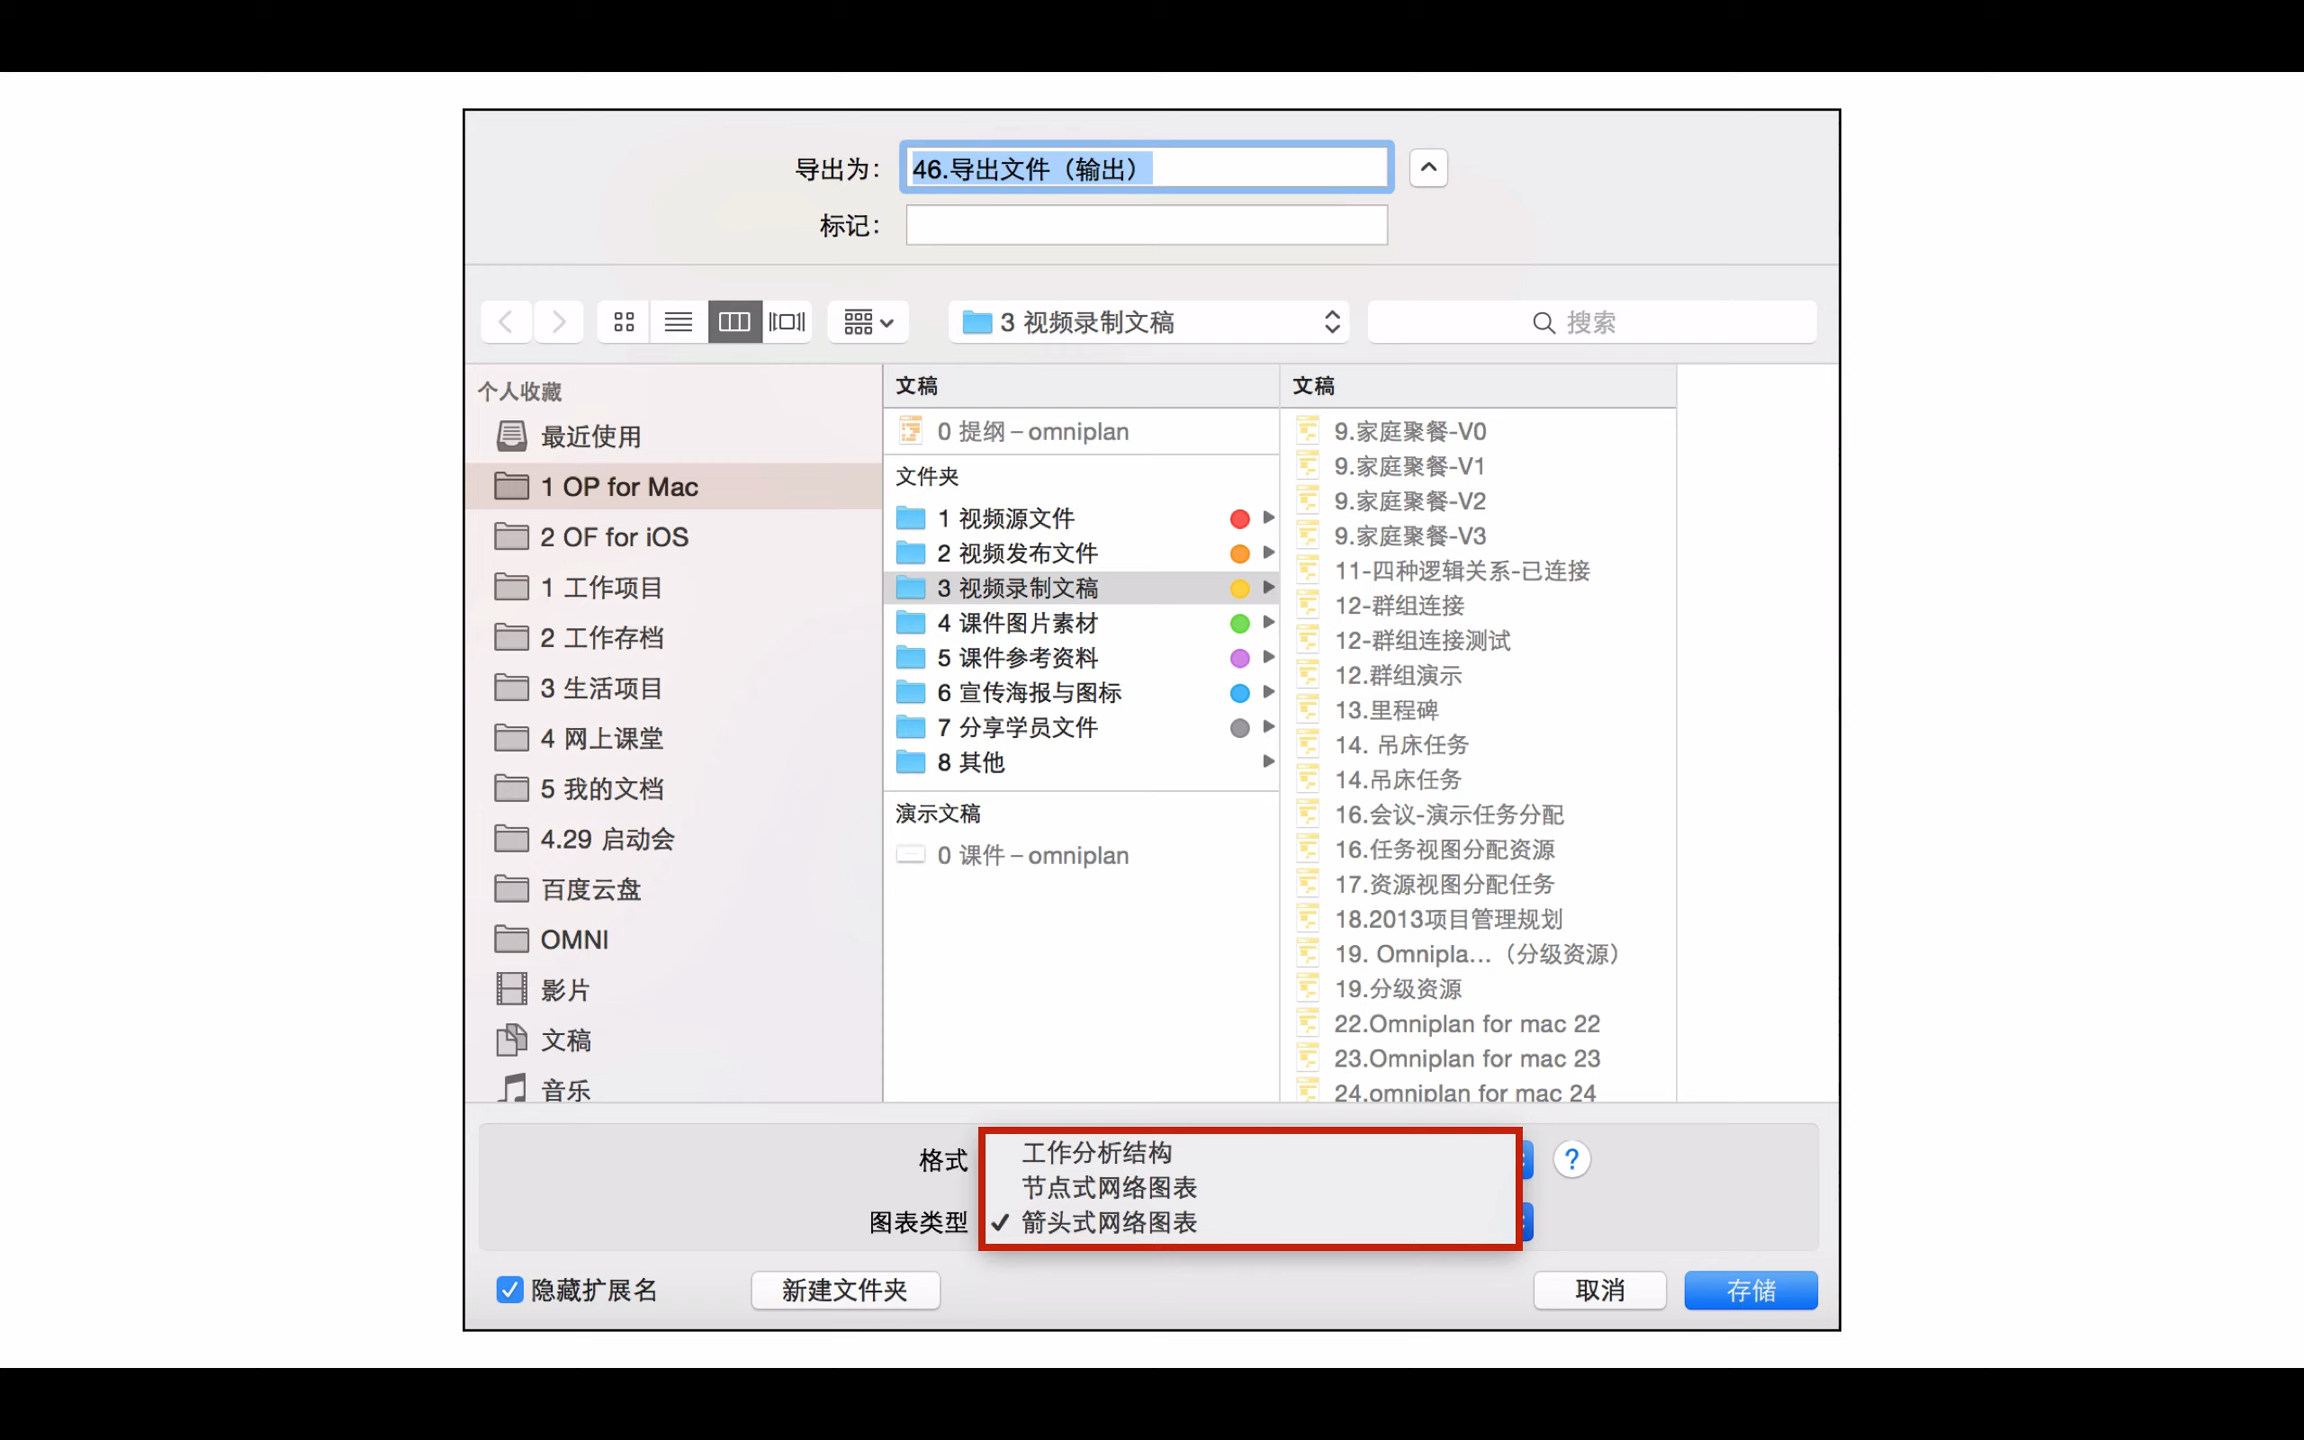 导出为：
46.导出文件（输出）
标记：
3 视频录制文稿
搜索
个人收藏
最近使用
1 OP for Mac
2 OF for iOS
1 工作项目
2 工作存档
3 生活项目
4 网上课堂
5 我的文档
4.29 启动会
百度云盘
OMNI
影片
文稿
音乐
文稿
0 提纲 – omniplan
文件夹
1 视频源文件
2 视频发布文件
3 视频录制文稿
4 课件图片素材
5 课件参考资料
6 宣传海报与图标
7 分享学员文件
8 其他
演示文稿
0 课件 – omniplan
文稿
9.家庭聚餐-V0
9.家庭聚餐-V1
9.家庭聚餐-V2
9.家庭聚餐-V3
11-四种逻辑关系-已连接
12-群组连接
12-群组连接测试
12.群组演示
13.里程碑
14. 吊床任务
14.吊床任务
16.会议-演示任务分配
16.任务视图分配资源
17.资源视图分配任务
18.2013项目管理规划
19. Omnipla...（分级资源）
19.分级资源
22.Omniplan for mac 22
23.Omniplan for mac 23
24.omniplan for mac 24
格式
工作分析结构
?
节点式网络图表
图表类型
✓ 箭头式网络图表
隐藏扩展名
新建文件夹
取消
存储